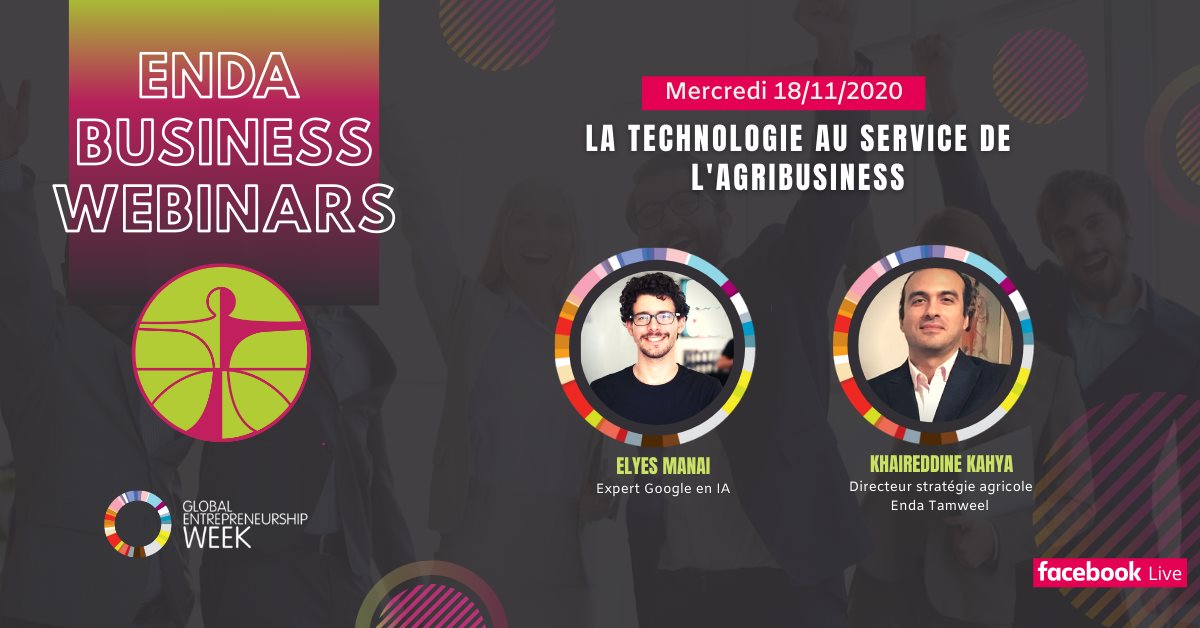 ENDA
BUSINESS
WEBINARS
GLOBAL
ENTREPRENEURSHIP
WEEK
Mercredi 18/11/2020
LA TECHNOLOGIE AU SERVICE DE
L'AGRIBUSINESS
ELYES MANAI
Expert Google en IA
KHAIREDDINE KAHYA
Directeur stratégie agricole
Enda Tamweel
facebook Live